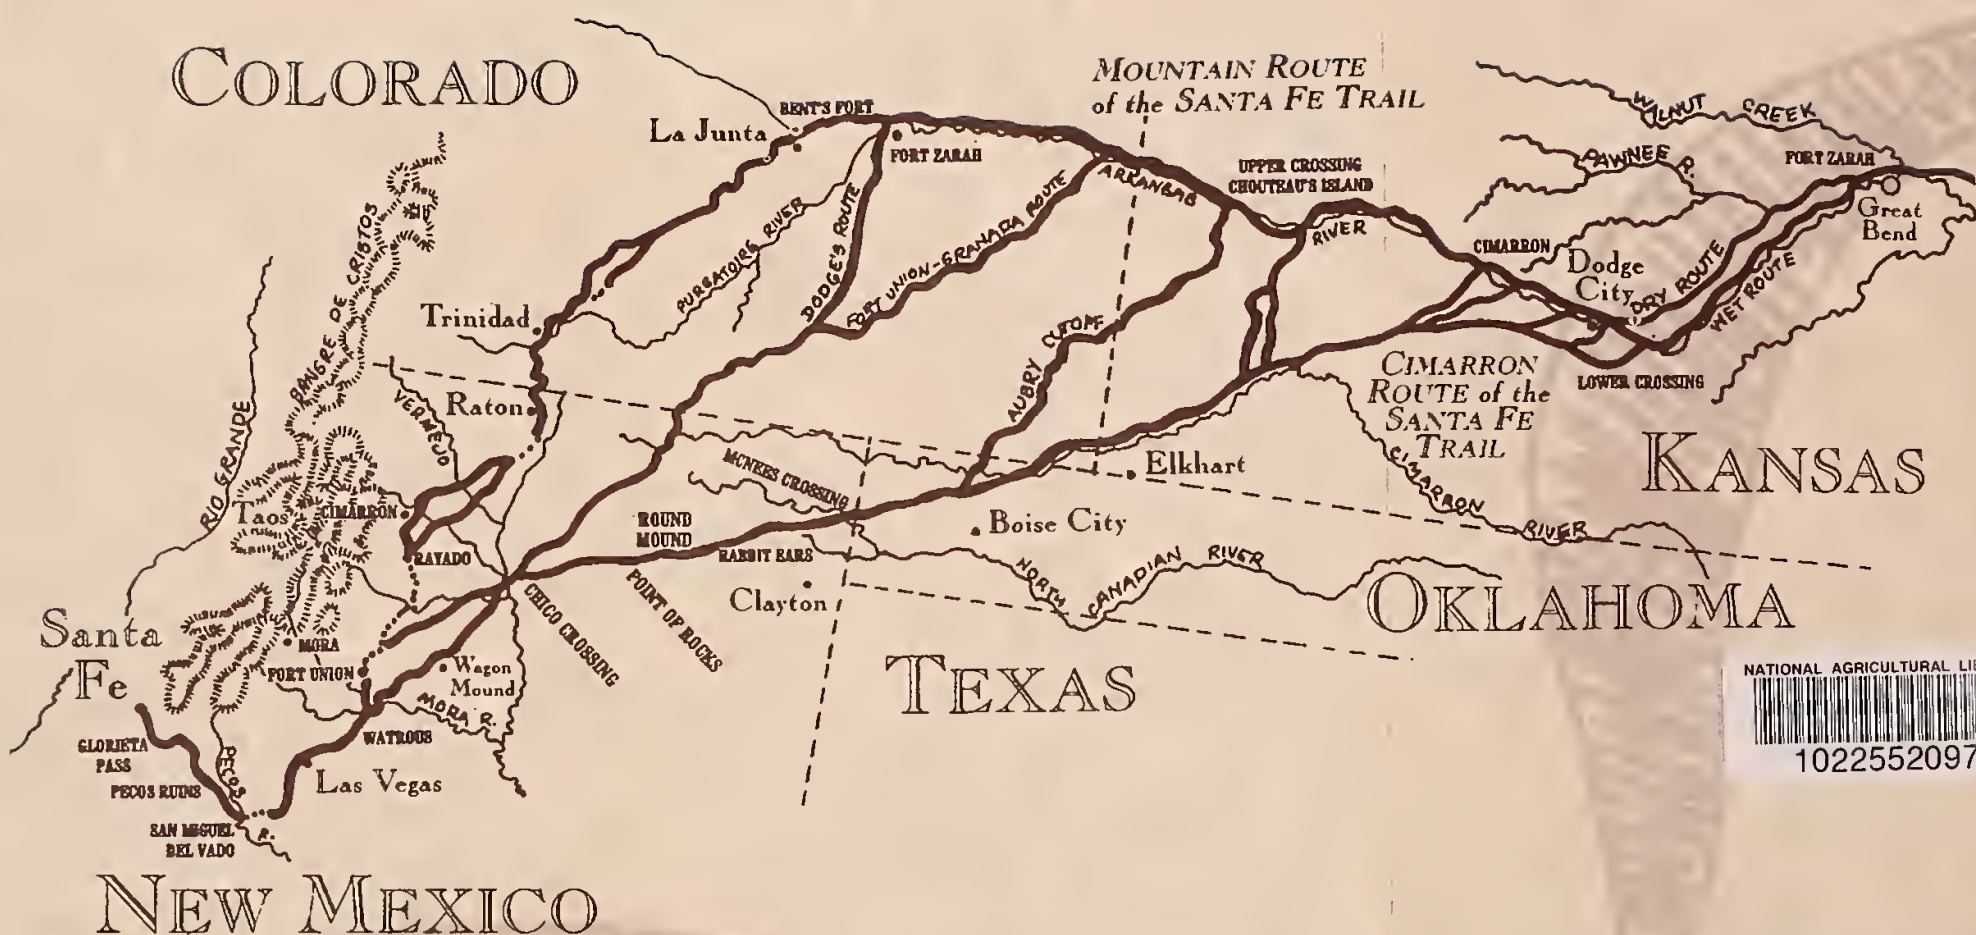 COLORADO
MOUNTAIN ROUTE
of the SANTA FE TRAIL
WALNUT CREEK
PAWNEE R.
FORT ZARAH
Great
Bend
BENT'S FORT
La Junta
FORT ZARAH
UPPER CROSSING
CHOUTEAU'S ISLAND
ARKANSAS
RIVER
CIMARRON
Dodge
City
DRY ROUTE
WET ROUTE
LOWER CROSSING
SANGRE DE CRISTOS
PURGATOIRE RIVER
DODGE'S ROUTE
FORT UNION-GRANADA ROUTE
AUBRY CUTOFF
Trinidad
CIMARRON
ROUTE of the
SANTA FE
TRAIL
KANSAS
RIO GRANDE
VERMEJO
Raton
MCNEES CROSSING
Elkhart
CIMARRON RIVER
Taos
CIMARRON
RAYADO
ROUND
MOUND
RABBIT EARS
Boise City
NORTH CANADIAN RIVER
OKLAHOMA
Clayton
CHICO CROSSING
POINT OF ROCKS
Santa
Fe
MORA
FORT UNION
Wagon
Mound
MORA R.
TEXAS
WATROUS
GLORIETA
PASS
PECOS RUINS
PECOS R.
Las Vegas
SAN MIGUEL
DEL VADO
NEW MEXICO
NATIONAL AGRICULTURAL LI
1022552097